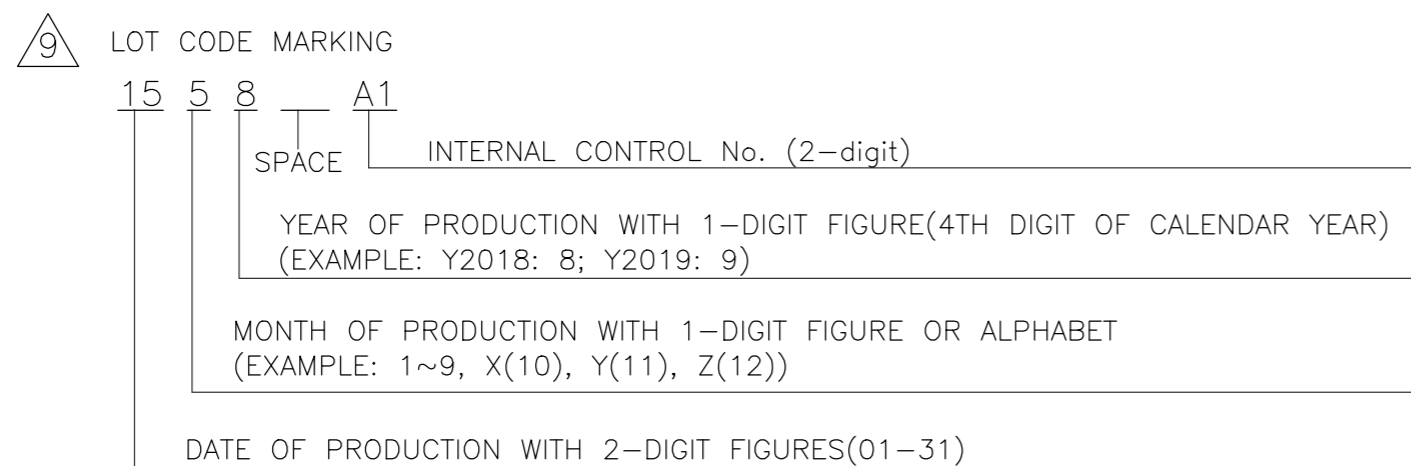 9 LOT CODE MARKING
15 5 8 __ A1
SPACE
INTERNAL CONTROL No. (2-digit)
YEAR OF PRODUCTION WITH 1-DIGIT FIGURE(4TH DIGIT OF CALENDAR YEAR)
(EXAMPLE: Y2018: 8; Y2019: 9)
MONTH OF PRODUCTION WITH 1-DIGIT FIGURE OR ALPHABET
(EXAMPLE: 1~9, X(10), Y(11), Z(12))
DATE OF PRODUCTION WITH 2-DIGIT FIGURES(01-31)